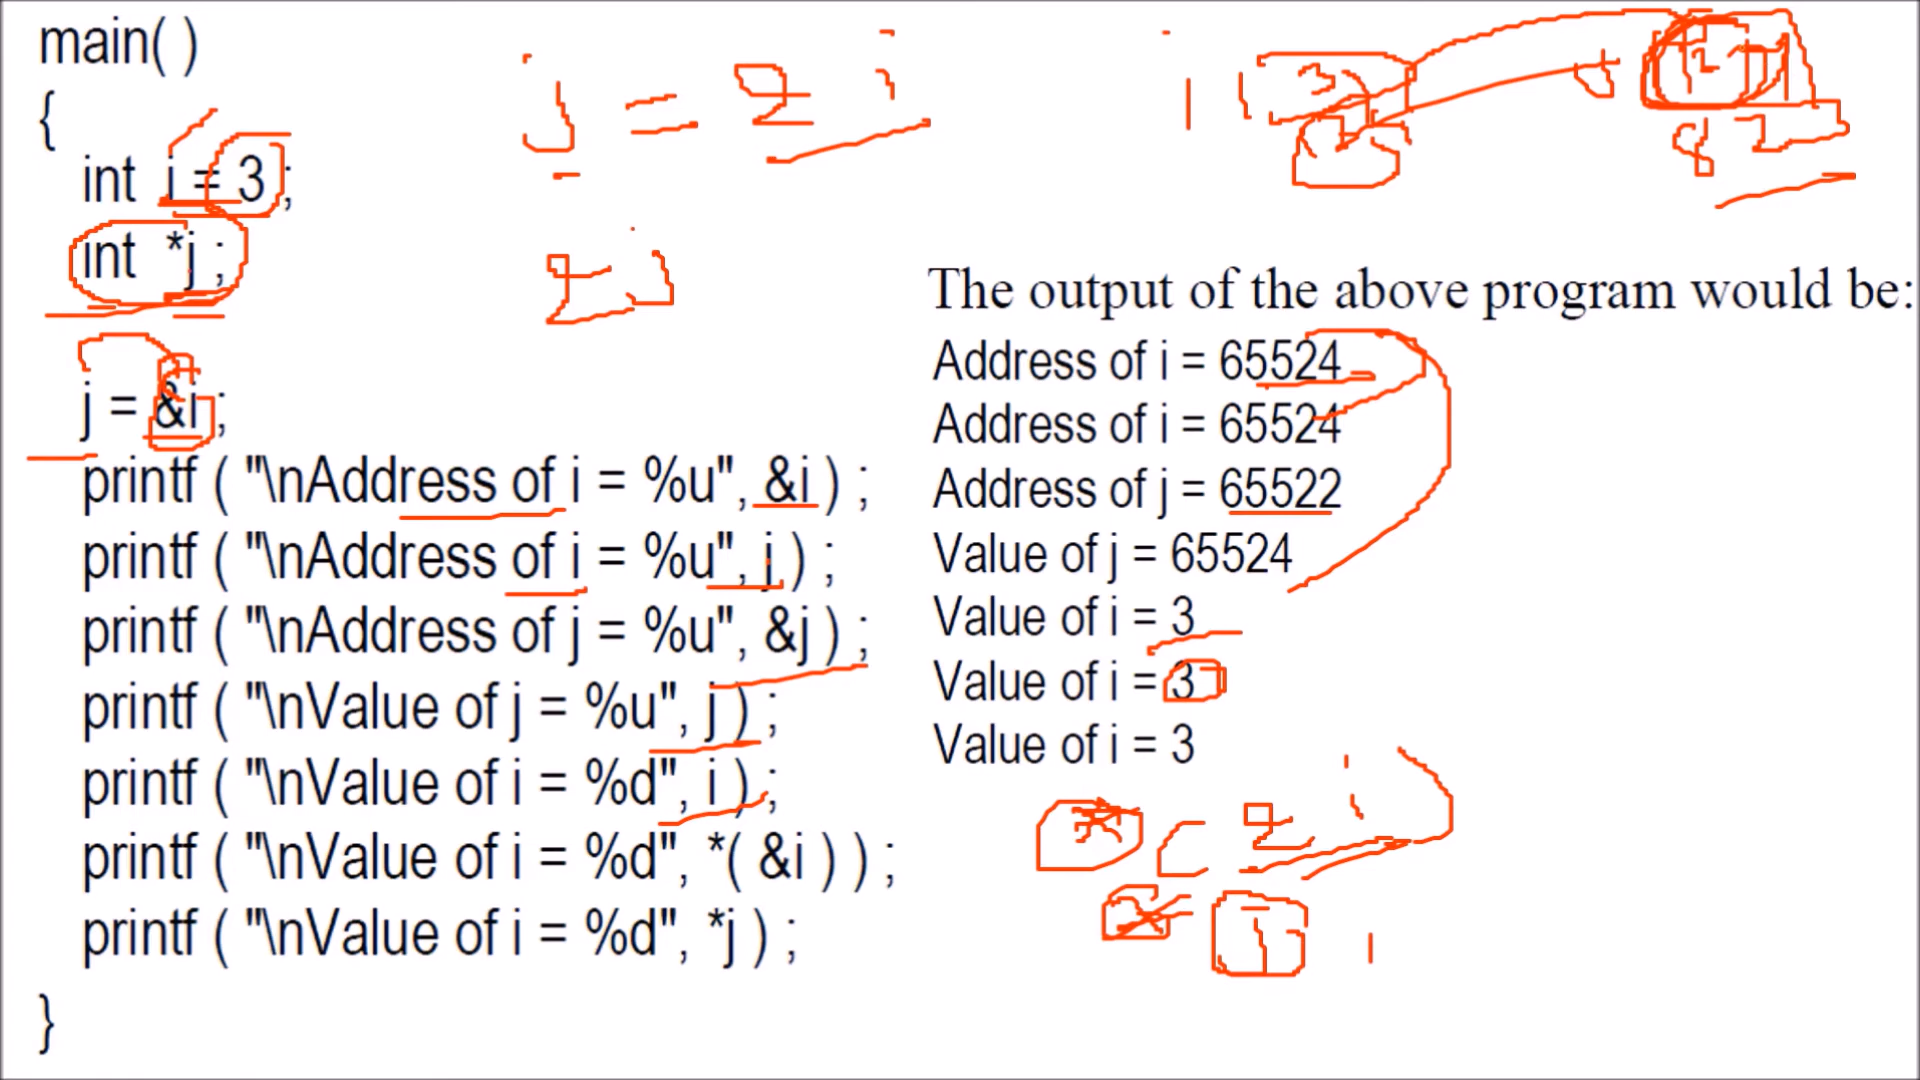 main( )
{
int i = 3 ;
int *j ;
j = &i ;
printf ( "\nAddress of i = %u", &i ) ;
printf ( "\nAddress of i = %u", j ) ;
printf ( "\nAddress of j = %u", &j ) ;
printf ( "\nValue of j = %u", j ) ;
printf ( "\nValue of i = %d", i ) ;
printf ( "\nValue of i = %d", *( &i ) ) ;
printf ( "\nValue of i = %d", *j ) ;
}
j = &i
The output of the above program would be:
Address of i = 65524
Address of i = 65524
Address of j = 65522
Value of j = 65524
Value of i = 3
Value of i = 3
Value of i = 3